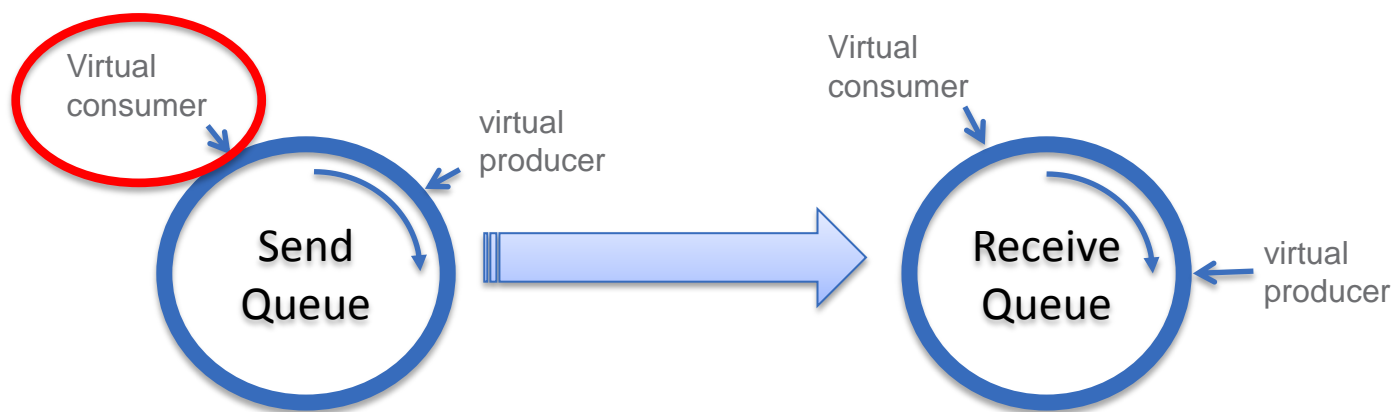 Virtual
consumer
virtual
producer
Send
Queue
Virtual
consumer
Receive
Queue
virtual
producer